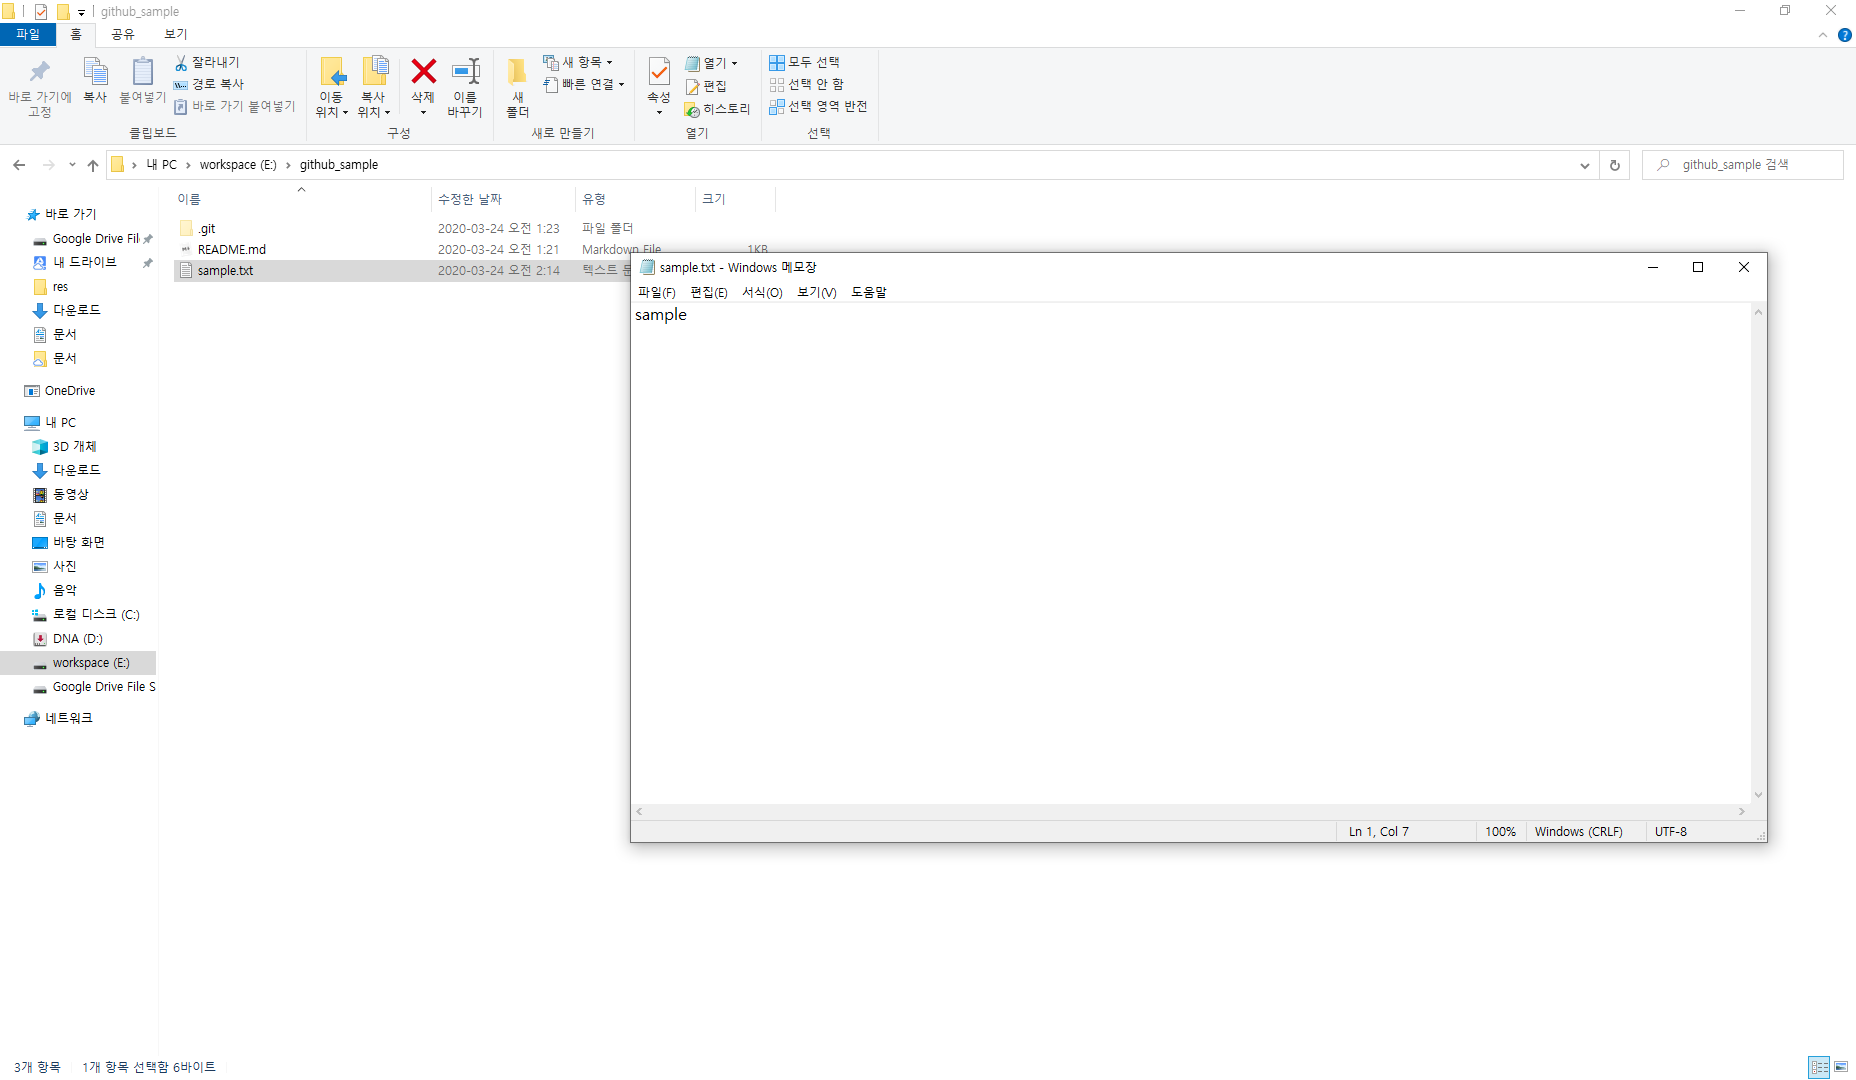 github_sample
파일 홈 공유 보기
바로 가기에 고정
복사
붙여넣기
잘라내기
경로 복사
바로 가기 붙여넣기
클립보드
이동 위치
복사 위치
삭제
이름 바꾸기
구성
새 폴더
새 항목
빠른 연결
새로 만들기
속성
열기
편집
히스토리
열기
모두 선택
선택 안 함
선택 영역 반전
선택
내 PC › workspace (E:) › github_sample
github_sample 검색
이름 수정한 날짜 유형 크기
.git 2020-03-24 오전 1:23 파일 폴더
README.md 2020-03-24 오전 1:21 Markdown File 1KB
sample.txt 2020-03-24 오전 2:14 텍스트
바로 가기
Google Drive Fil
내 드라이브
res
다운로드
문서
문서
OneDrive
내 PC
3D 개체
다운로드
동영상
문서
바탕 화면
사진
음악
로컬 디스크 (C:)
DNA (D:)
workspace (E:)
Google Drive File S
네트워크
sample.txt - Windows 메모장
파일(F) 편집(E) 서식(O) 보기(V) 도움말
sample
Ln 1, Col 7 100% Windows (CRLF) UTF-8
3개 항목 1개 항목 선택함 6바이트